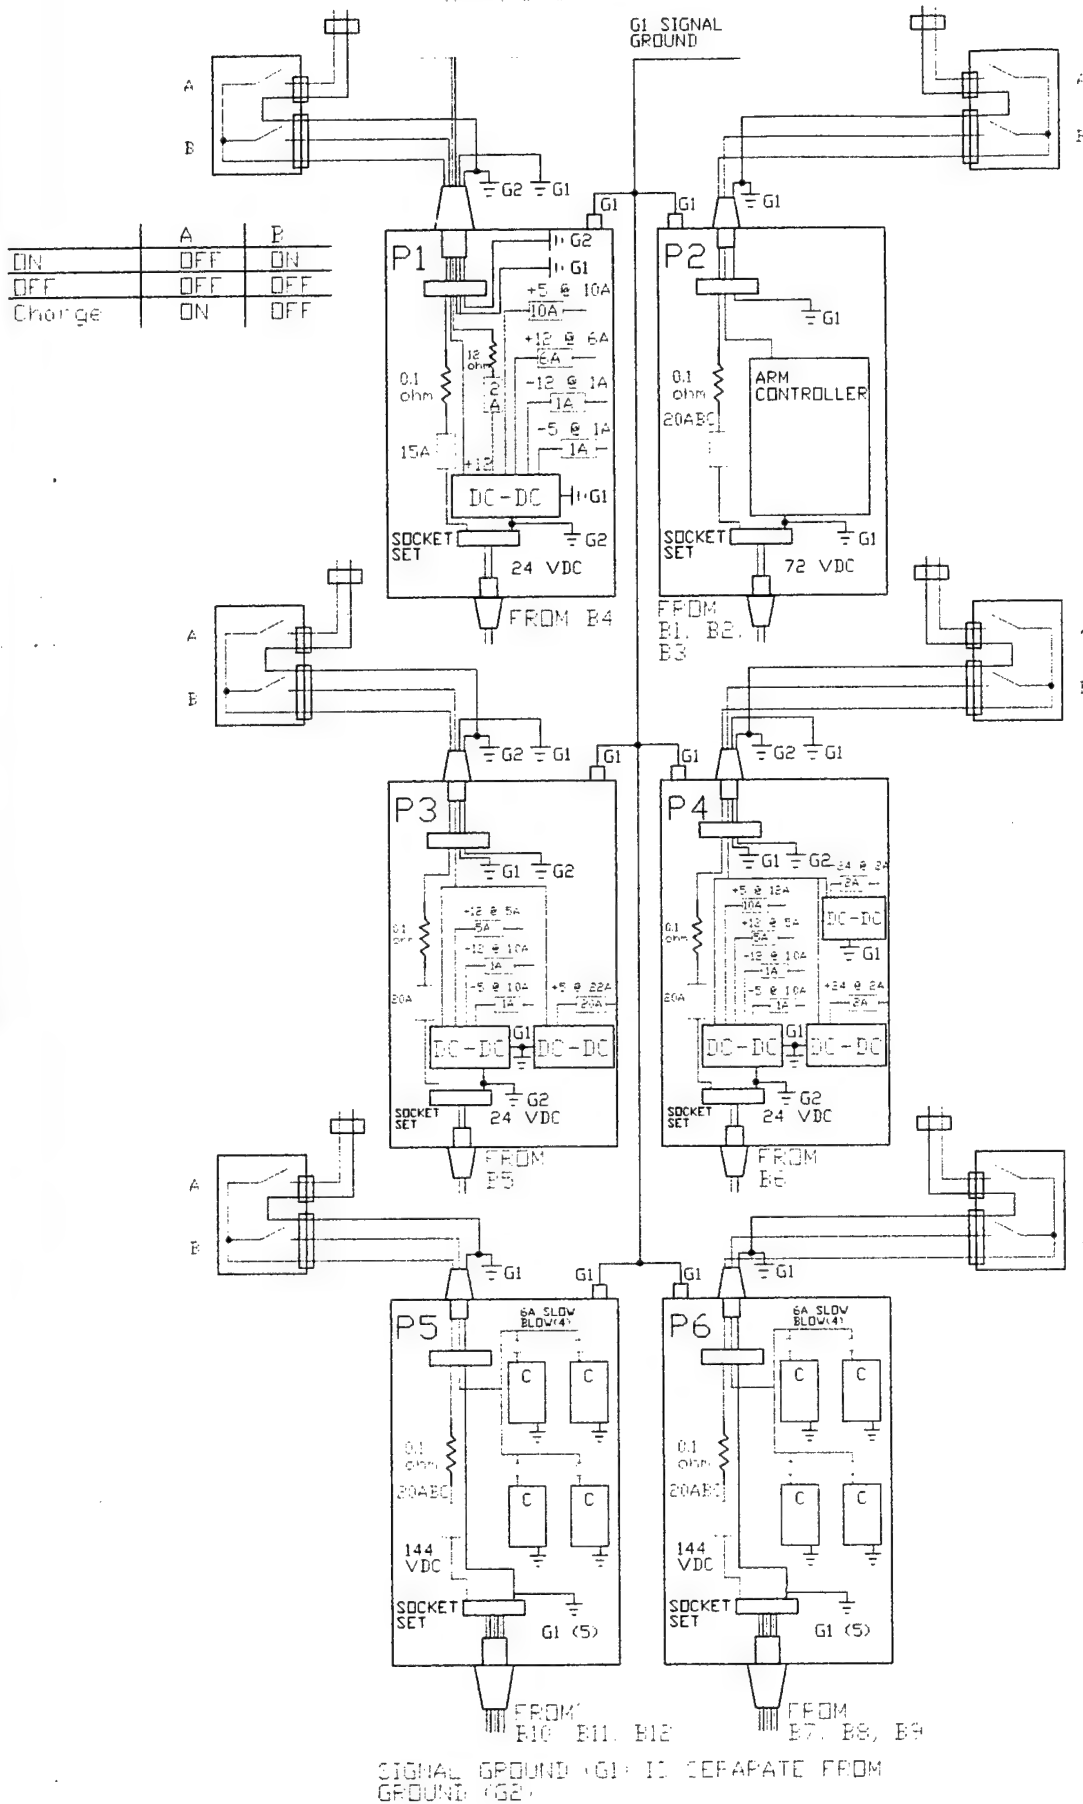 G1 SIGNAL
GROUND
A
B
A
G2 G1
G1
G1 G1
A B
ON OFF ON
OFF OFF OFF
Charge ON OFF
P1
G2
G1
+5 @ 10A
10A
+12 @ 6A
6A
-12 @ 1A
1A
-5 @ 1A
1A
0.1
ohm
12
ohm
2
A
15A
+12
DC-DC
G1
SOCKET
SET
G2
24 VDC
FROM B4
P2
G1
0.1
ohm
20ABC
ARM
CONTROLLER
SOCKET
SET
G1
72 VDC
FROM
B1, B2,
B3
A
B
G2 G1
G2 G1
G1 G1
P3
G1 G2
0.1
ohm
+12 @ 5A
5A
-12 @ 10A
1A
-5 @ 10A
1A
+5 @ 22A
20A
20A
G1
DC-DC DC-DC
SOCKET
SET
G2
24 VDC
FROM
B5
P4
G1 G2
2A
+5 @ 12A
10A
+12 @ 5A
5A
DC-DC
G1
0.1
ohm
-12 @ 10A
1A
-5 @ 10A
1A
+24 @ 2A
2A
20A
G1
DC-DC DC-DC
SOCKET
SET
G2
24 VDC
FROM
B6
A
B
G1
G1
G1 G1
P5
6A SLOW
BLOW(4)
C C
0.1
ohm
20ABC
C C
144
VDC
SOCKET
SET
G1 (5)
FROM
B10 B11, B12
P6
6A SLOW
BLOW(4)
C C
0.1
ohm
20ABC
C C
144
VDC
SOCKET
SET
G1 (5)
FROM
B7, B8, B9
SIGNAL GROUND (G1) IS SEPARATE FROM
GROUND (G2)